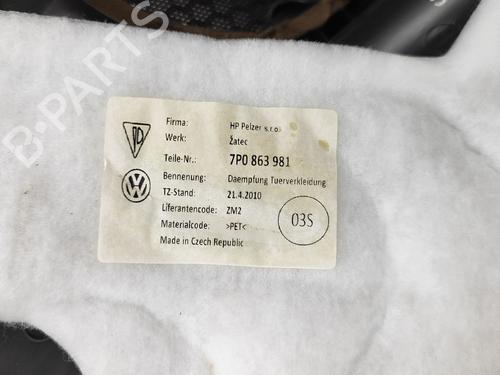 B-PARTS
Firma: HP Pelzer s.r.o.
Werk: Žatec
Teile-Nr.: 7P0 863 981
Bennenung: Daempfung Tuerverkleidung
TZ-Stand: 21.4.2010
Liferantencode: ZM2
Materialcode: >PET<
Made in Czech Republic
03S